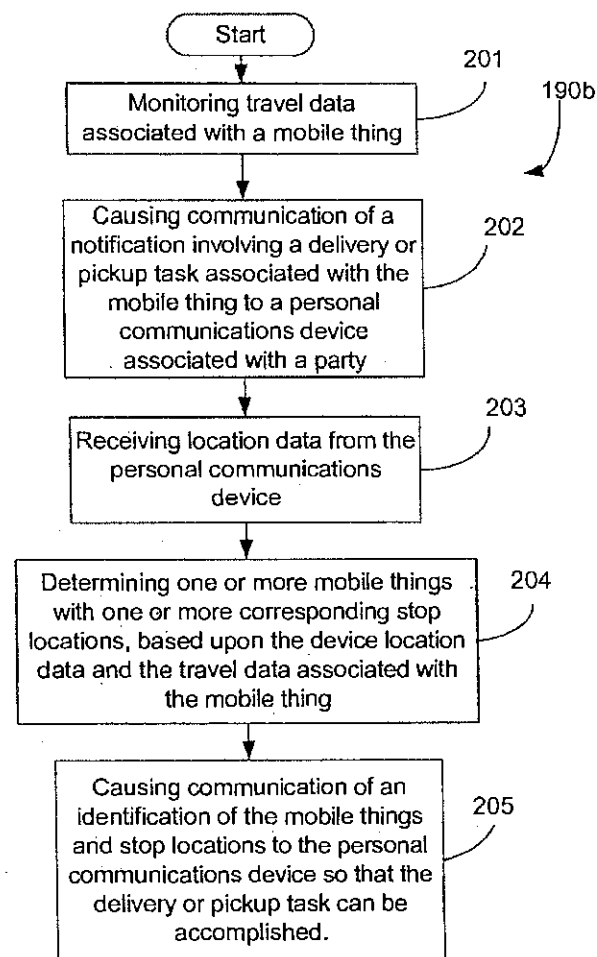 Start
201
Monitoring travel data
associated with a mobile thing
190b
Causing communication of a
notification involving a delivery or
pickup task associated with the
mobile thing to a personal
communications device
associated with a party
202
203
Receiving location data from the
personal communications
device
Determining one or more mobile things
with one or more corresponding stop
locations, based upon the device location
data and the travel data associated with
the mobile thing
204
Causing communication of an
identification of the mobile things
and stop locations to the personal
communications device so that the
delivery or pickup task can be
accomplished.
205